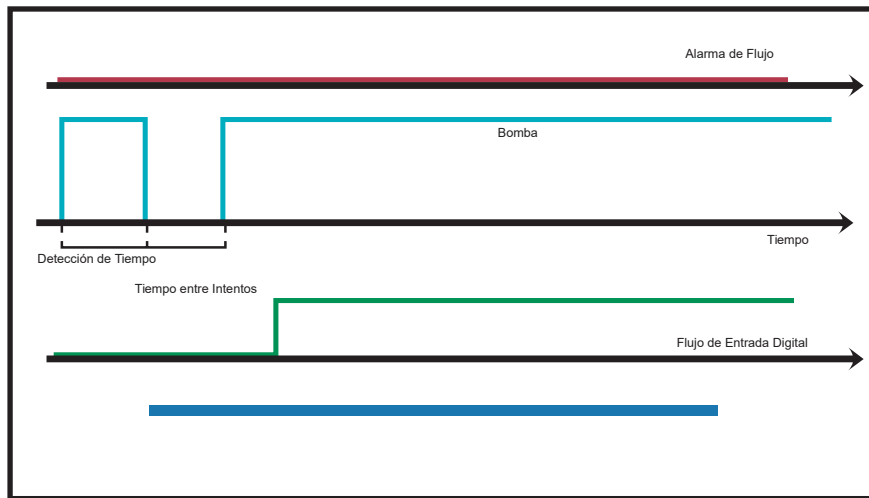 Alarma de Flujo
Bomba
Tiempo
Detección de Tiempo
Tiempo entre Intentos
Flujo de Entrada Digital